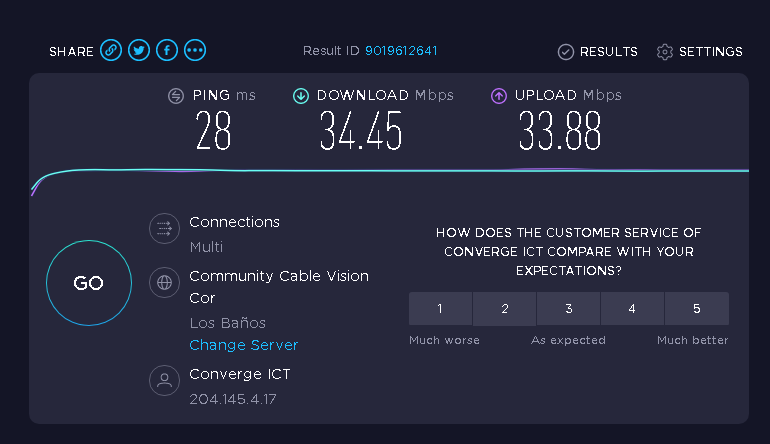 SHARE
Result ID 9019612641
RESULTS
SETTINGS
PING ms
28
DOWNLOAD Mbps
34.45
UPLOAD Mbps
33.88
GO
Connections
Multi
Community Cable Vision
Cor
Los Baños
Change Server
Converge ICT
204.145.4.17
HOW DOES THE CUSTOMER SERVICE OF
CONVERGE ICT COMPARE WITH YOUR
EXPECTATIONS?
1 2 3 4 5
Much worse As expected Much better